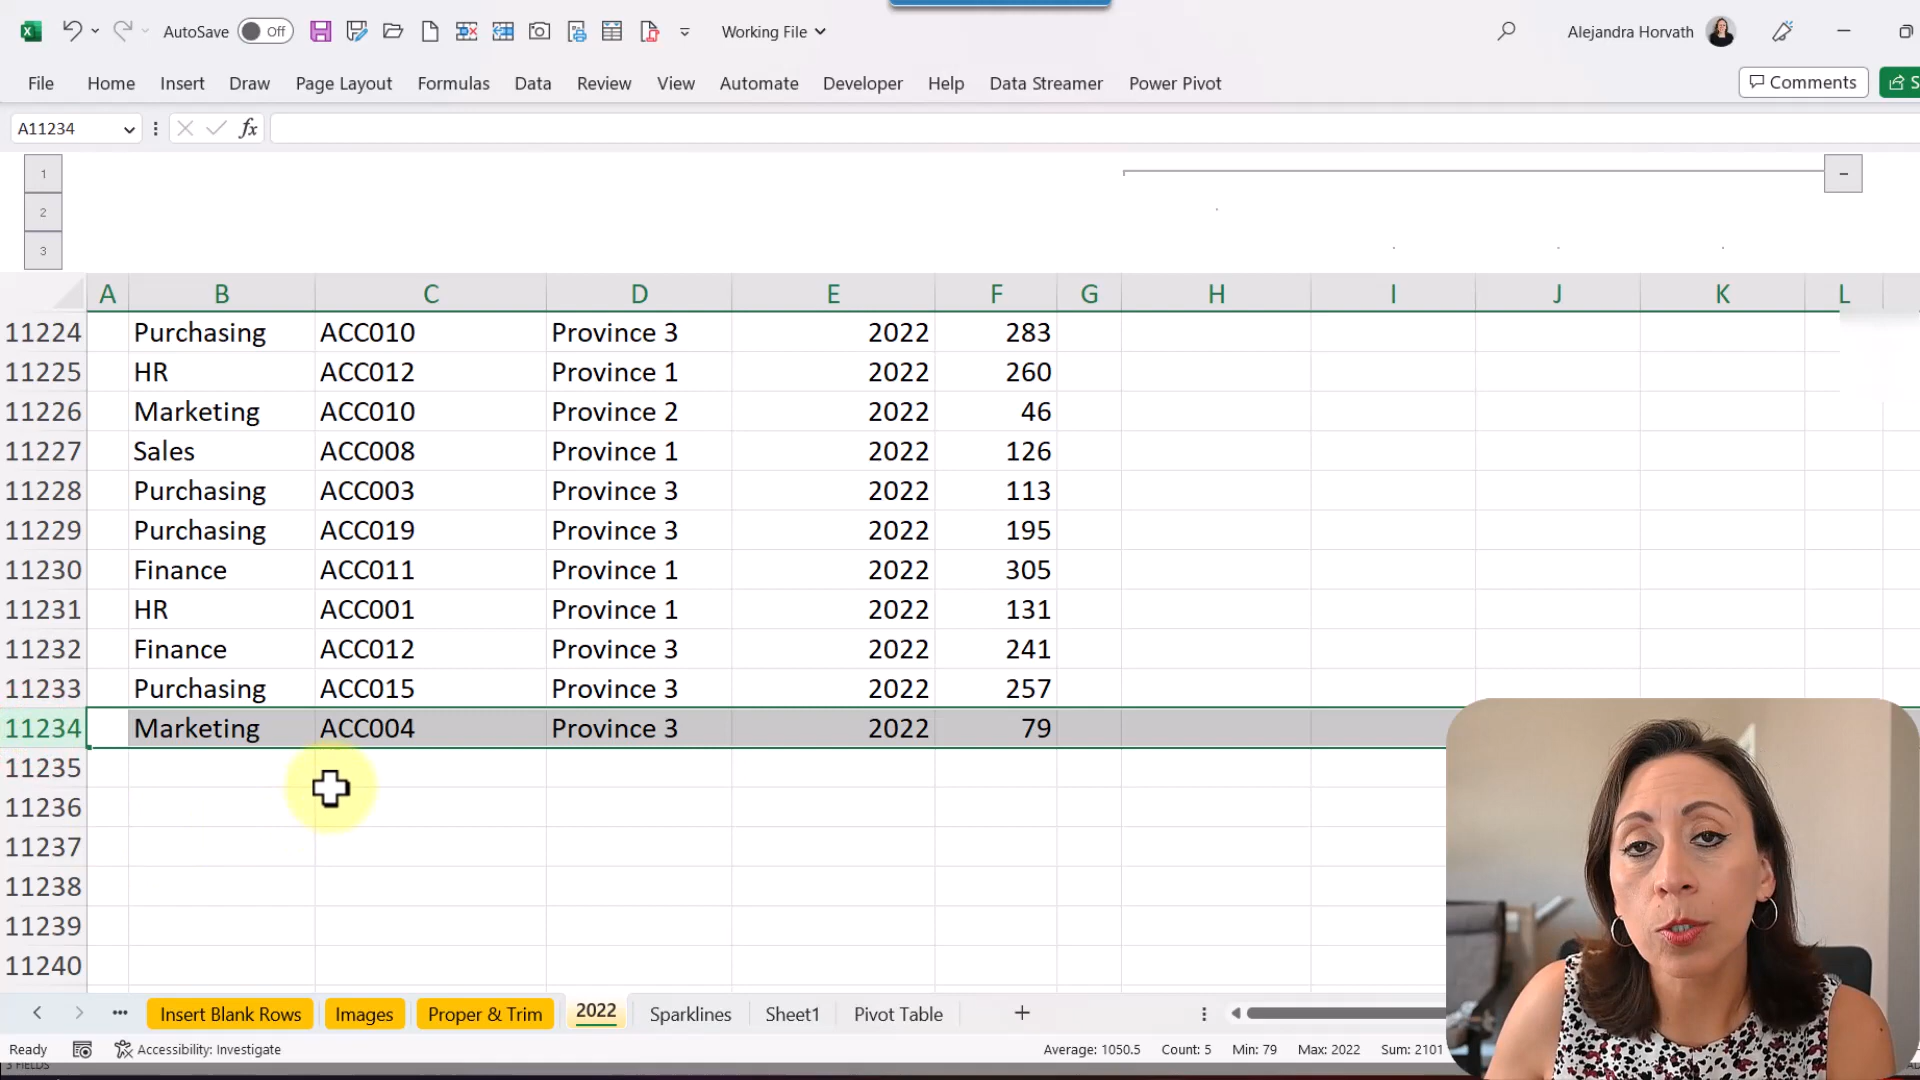 AutoSave Off Working File Alejandra Horvath
File Home Insert Draw Page Layout Formulas Data Review View Automate Developer Help Data Streamer Power Pivot Comments S
A11234 fx
1
2
3
A B C D E F G H I J K L
11224 Purchasing ACC010 Province 3 2022 283
11225 HR ACC012 Province 1 2022 260
11226 Marketing ACC010 Province 2 2022 46
11227 Sales ACC008 Province 1 2022 126
11228 Purchasing ACC003 Province 3 2022 113
11229 Purchasing ACC019 Province 3 2022 195
11230 Finance ACC011 Province 1 2022 305
11231 HR ACC001 Province 1 2022 131
11232 Finance ACC012 Province 3 2022 241
11233 Purchasing ACC015 Province 3 2022 257
11234 Marketing ACC004 Province 3 2022 79
11235
11236
11237
11238
11239
11240
Insert Blank Rows Images Proper & Trim 2022 Sparklines Sheet1 Pivot Table
Ready Accessibility: Investigate Average: 1050.5 Count: 5 Min: 79 Max: 2022 Sum: 2101